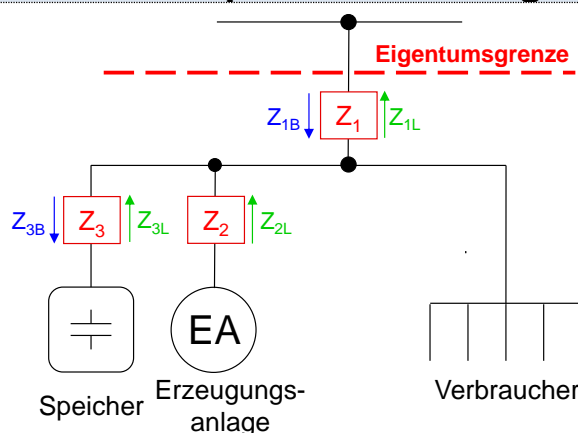 Eigentumsgrenze
Z1B
Z1
Z1L
Z3B
Z3
Z3L
Z2
Z2L
EA
Speicher
Erzeugungs-
anlage
Verbraucher